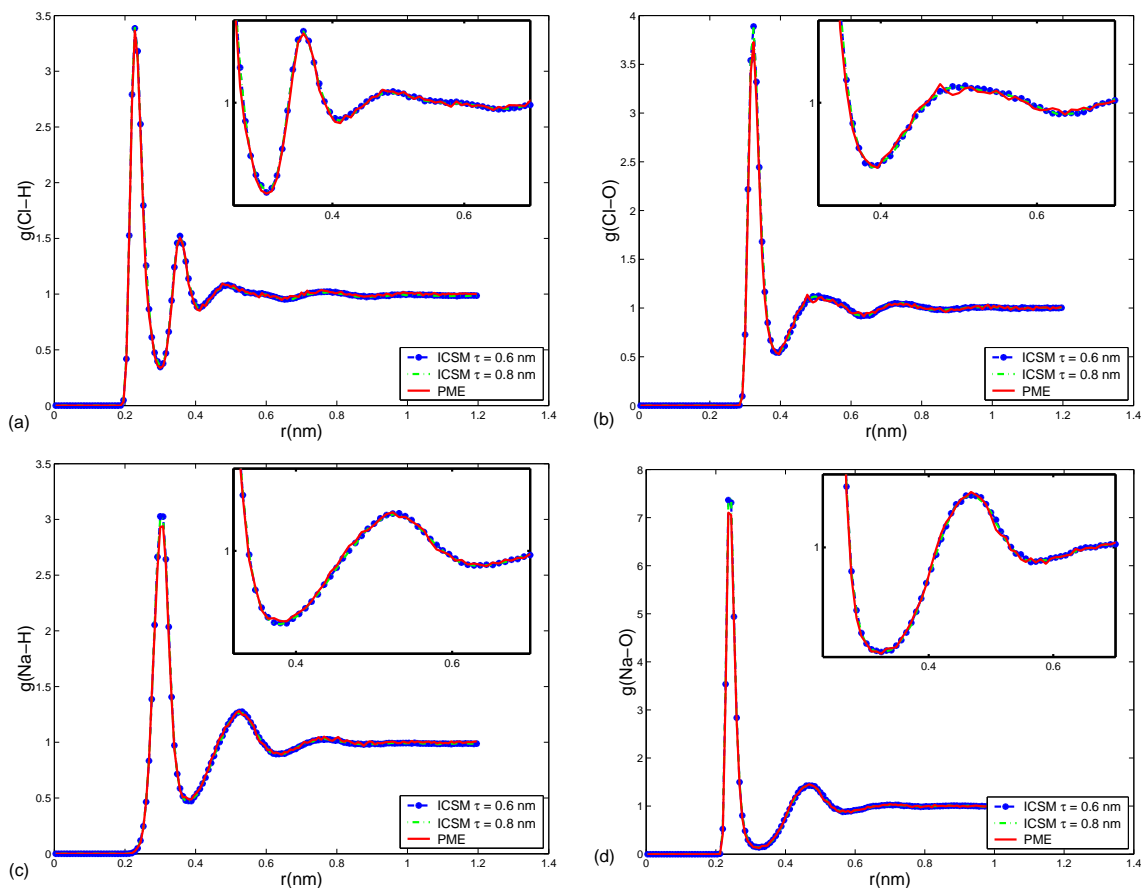 3.5
3
2.5
2
1.5
1
0.5
0
g(Cl−H)
0 0.2 0.4 0.6 0.8 1 1.2 1.4
r(nm)
(a)
1
0.4 0.6
ICSM τ = 0.6 nm
ICSM τ = 0.8 nm
PME
4
3.5
3
2.5
2
1.5
1
0.5
0
g(Cl−O)
0 0.2 0.4 0.6 0.8 1 1.2 1.4
r(nm)
(b)
1
0.4 0.6
ICSM τ = 0.6 nm
ICSM τ = 0.8 nm
PME
3.5
3
2.5
2
1.5
1
0.5
0
g(Na−H)
0 0.2 0.4 0.6 0.8 1 1.2 1.4
r(nm)
(c)
1
0.4 0.6
ICSM τ = 0.6 nm
ICSM τ = 0.8 nm
PME
8
7
6
5
4
3
2
1
0
g(Na−O)
0 0.2 0.4 0.6 0.8 1 1.2 1.4
r(nm)
(d)
1
0.4 0.6
ICSM τ = 0.6 nm
ICSM τ = 0.8 nm
PME